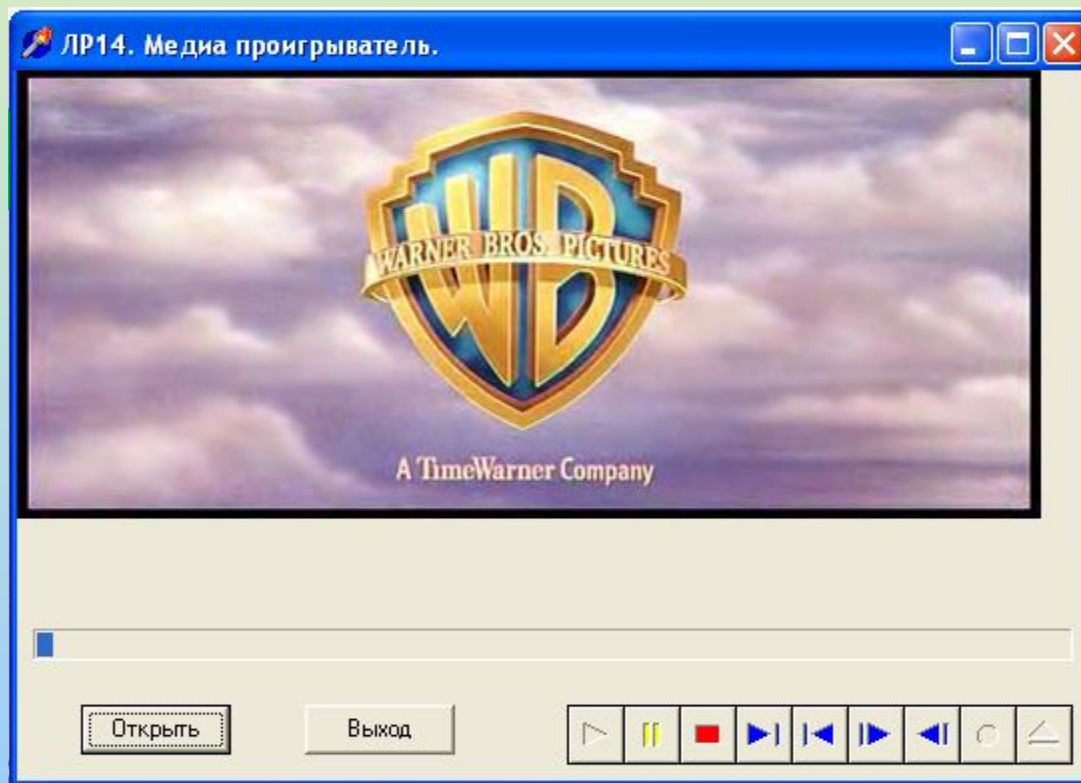 ЛР14. Медиа проигрыватель.
WB
WARNER BROS. PICTURES
A TimeWarner Company
Открыть
Выход